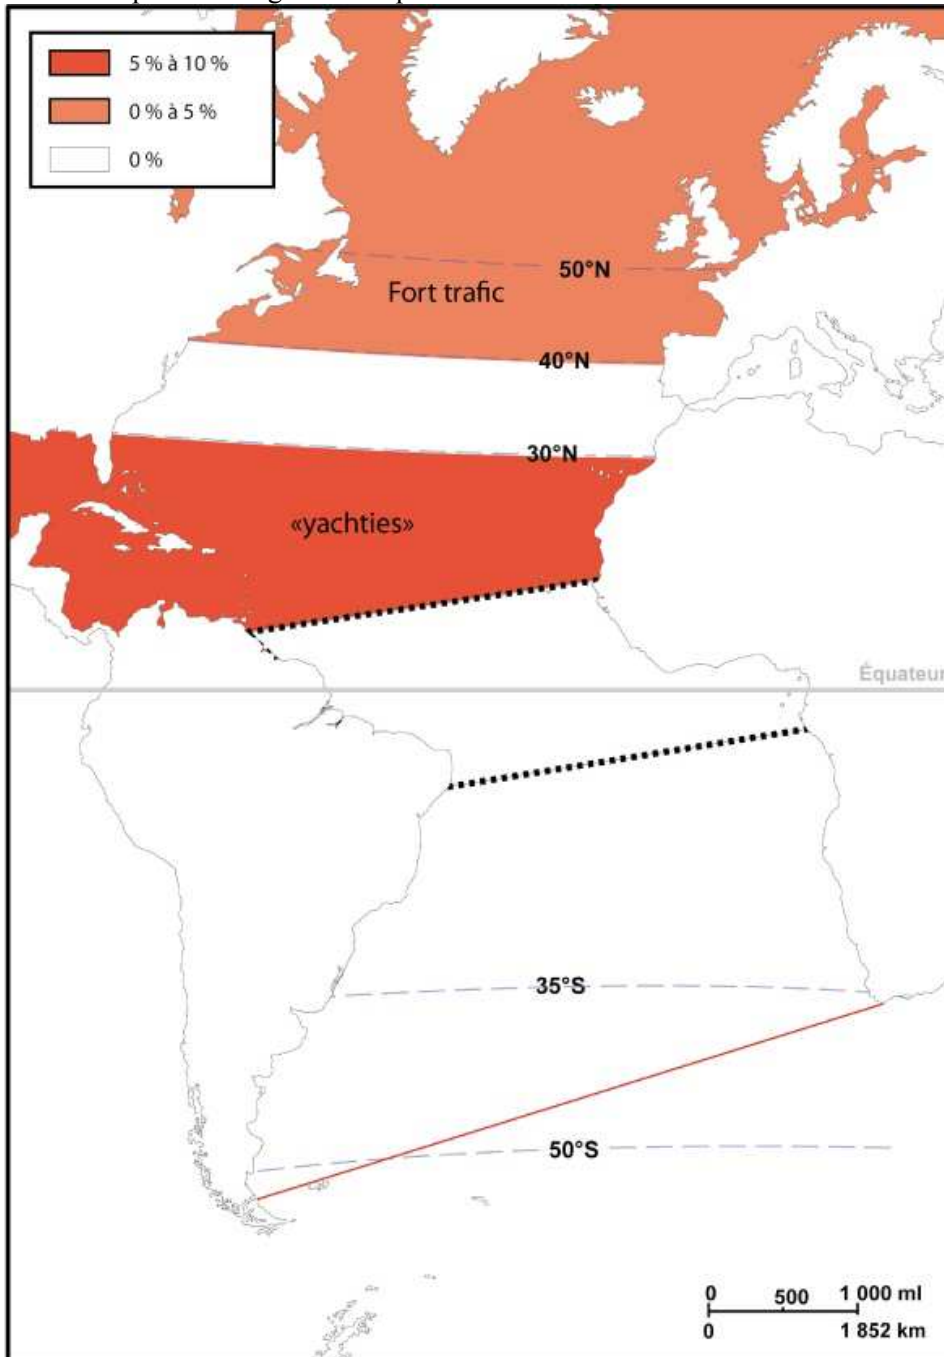 5 % à 10 %
0 % à 5 %
0 %
50°N
Fort trafic
40°N
30°N
«yachties»
Équateur
35°S
50°S
0 500 1 000 ml
0 1 852 km